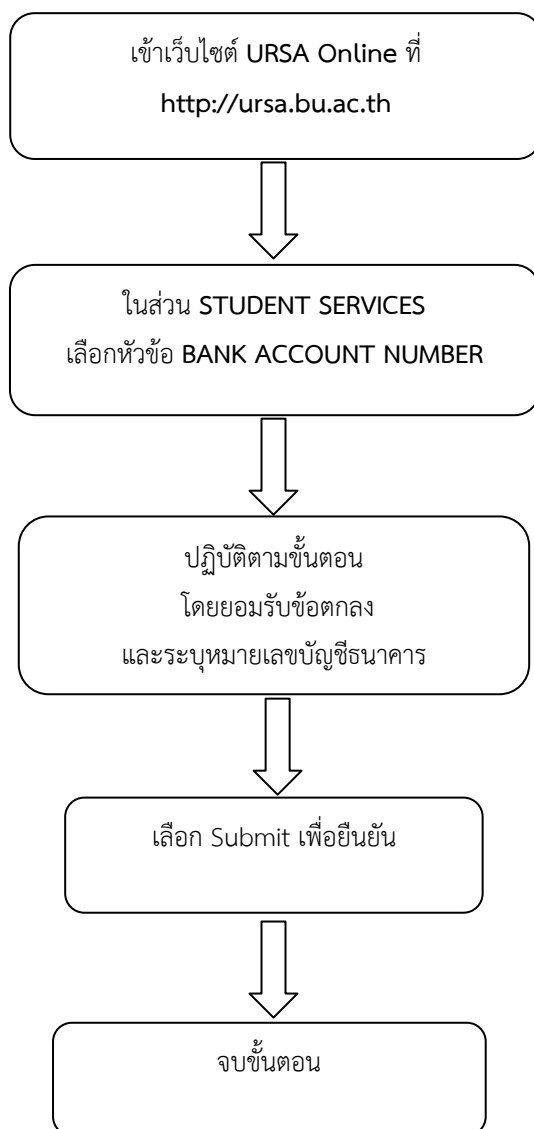 เข้าเว็บไซต์ URSA Online ที่
http://ursa.bu.ac.th
ในส่วน STUDENT SERVICES
เลือกหัวข้อ BANK ACCOUNT NUMBER
ปฏิบัติตามขั้นตอน
โดยยอมรับข้อตกลง
และระบุหมายเลขบัญชีธนาคาร
เลือก Submit เพื่อยืนยัน
จบขั้นตอน